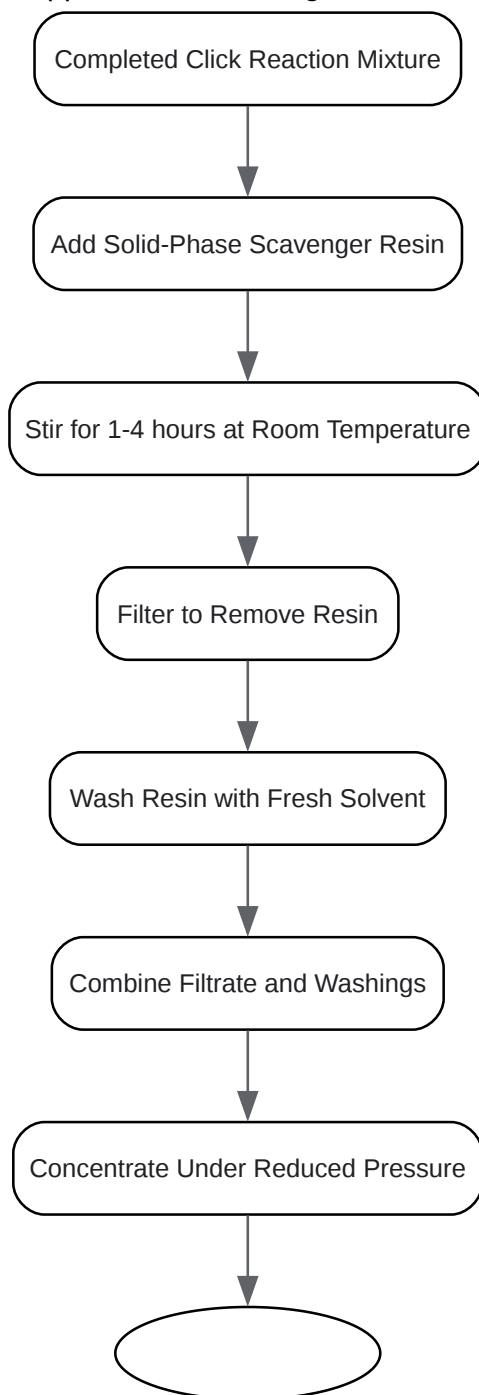 Completed Click Reaction Mixture
Add Solid-Phase Scavenger Resin
Stir for 1-4 hours at Room Temperature
Filter to Remove Resin
Wash Resin with Fresh Solvent
Combine Filtrate and Washings
Concentrate Under Reduced Pressure